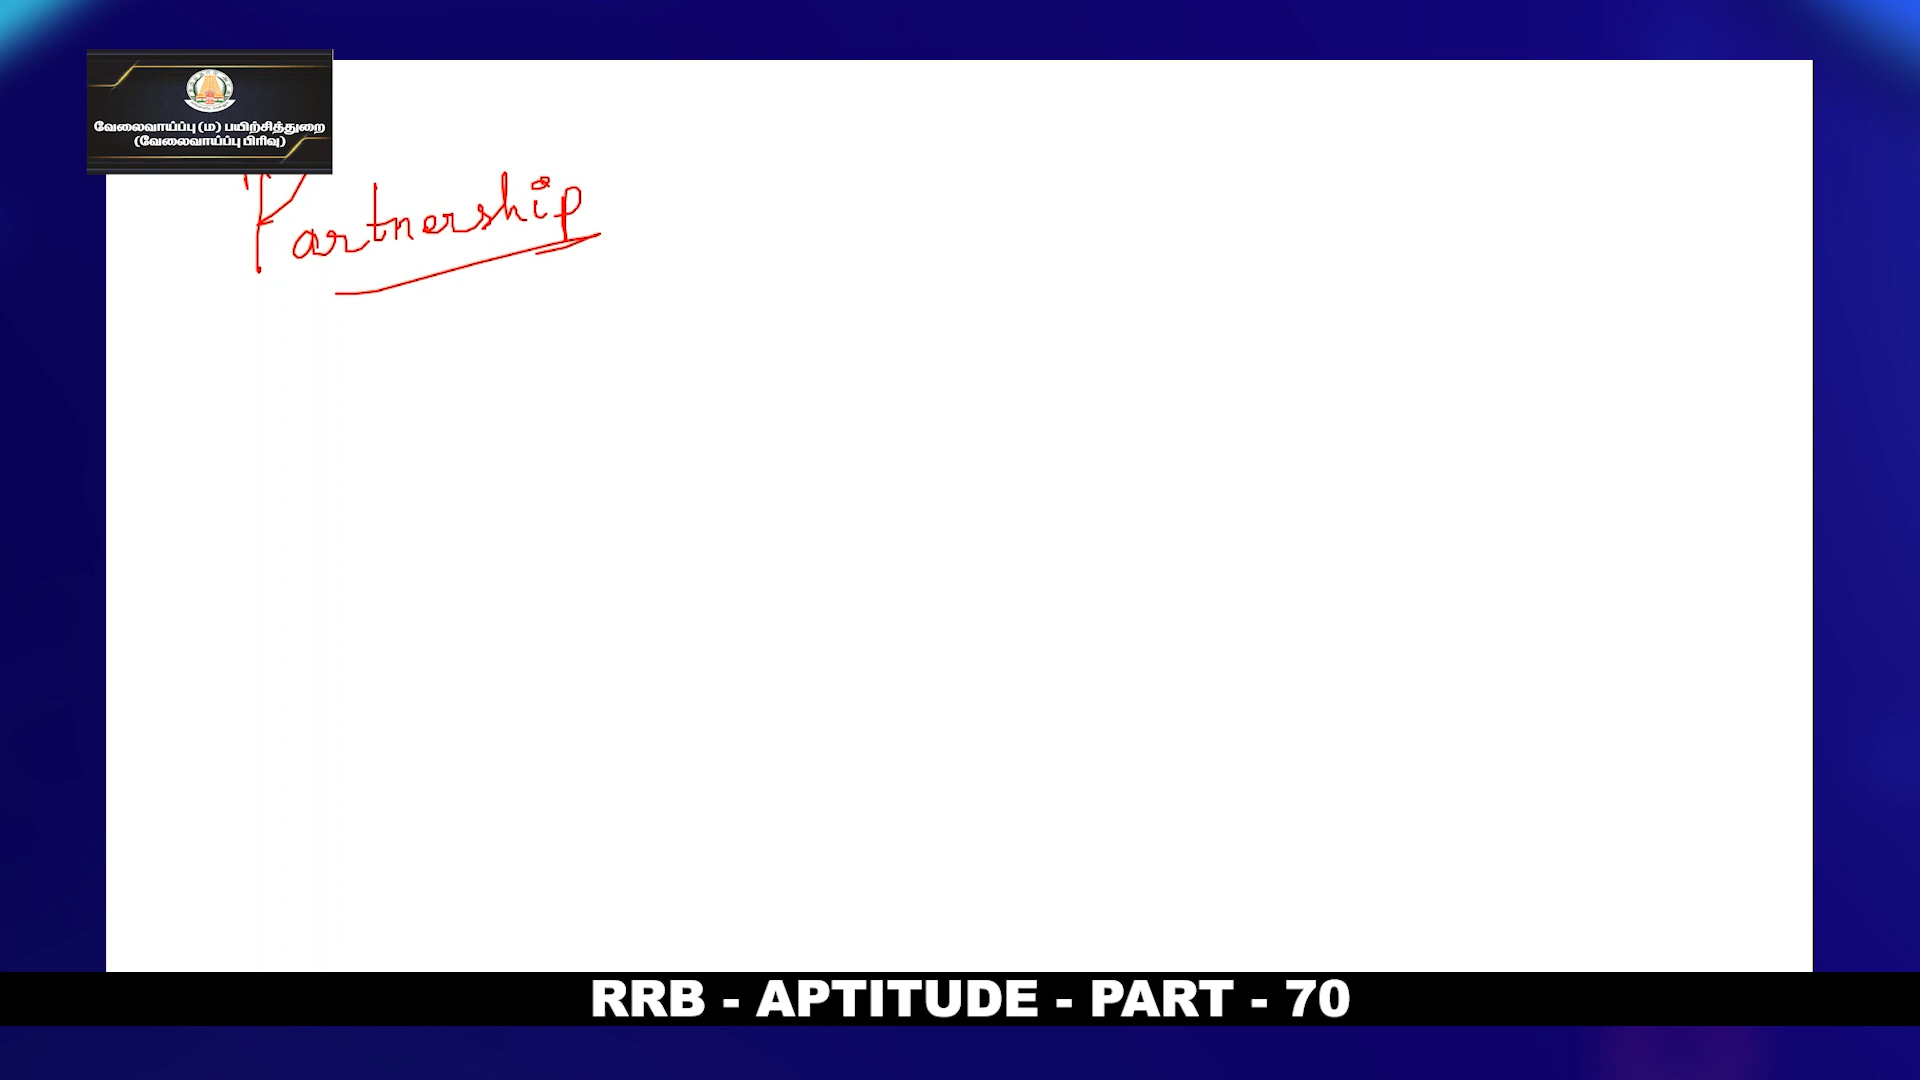 வேலைவாய்ப்பு (ம) பயிற்சித்துறை
(வேலைவாய்ப்பு பிரிவு)
Partnership
RRB - APTITUDE - PART - 70